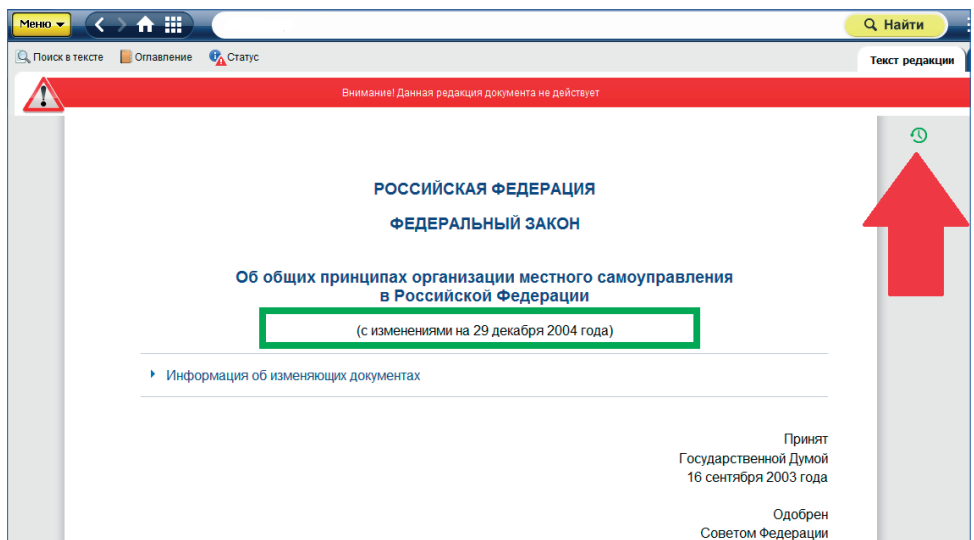 Меню
Найти
Поиск в тексте
Оглавление
Статус
Текст редакции
Внимание! Данная редакция документа не действует
РОССИЙСКАЯ ФЕДЕРАЦИЯ
ФЕДЕРАЛЬНЫЙ ЗАКОН
Об общих принципах организации местного самоуправления
в Российской Федерации
(с изменениями на 29 декабря 2004 года)
Информация об изменяющих документах
Принят
Государственной Думой
16 сентября 2003 года
Одобрен
Советом Федерации